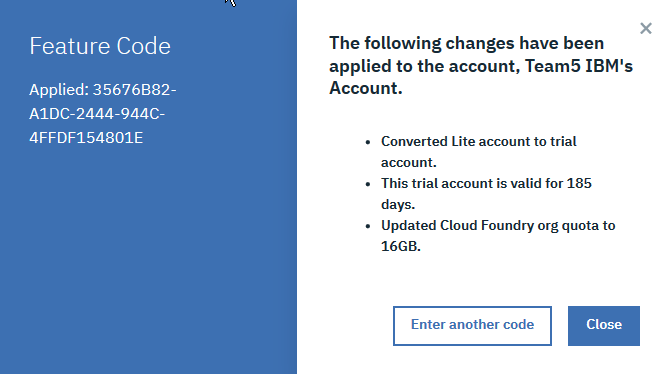 Feature Code
Applied: 35676B82-
A1DC-2444-944C-
4FFDF154801E
The following changes have been
applied to the account, Team5 IBM's
Account.
• Converted Lite account to trial
account.
• This trial account is valid for 185
days.
• Updated Cloud Foundry org quota to
16GB.
Enter another code
Close